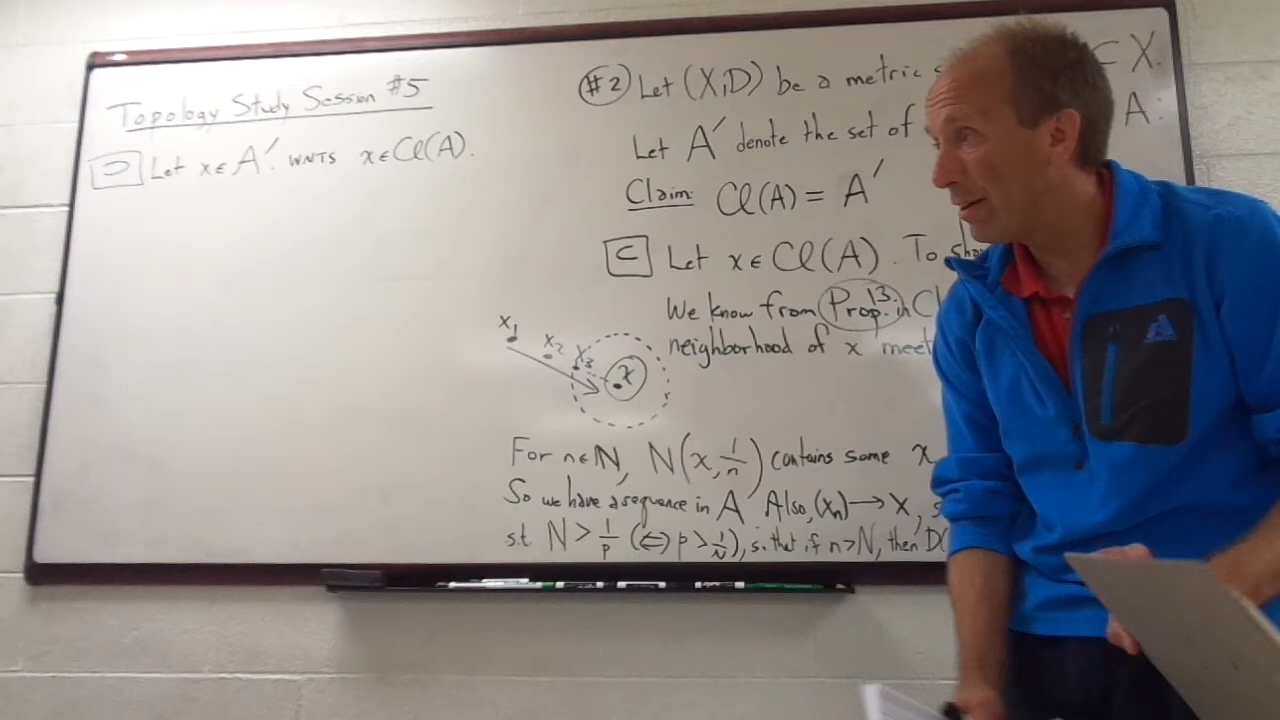 Topology Study Session #5
⊃ Let x ∈ A'. WNTS x ∈ Cl(A).
#2 Let (X,D) be a metric ⊂ X.
Let A' denote the set of A:
Claim: Cl(A) = A'
⊂ Let x ∈ Cl(A). To show
We know from Prop. 13 in
neighborhood of x meet
x₁
x₂
x₃
x
For n∈ℕ, N(x, 1/n) contains some x
So we have a sequence in A. Also, (xₙ) → x,
s.t. N > 1/p (⇔ p > 1/N), so that if n > N, then D(